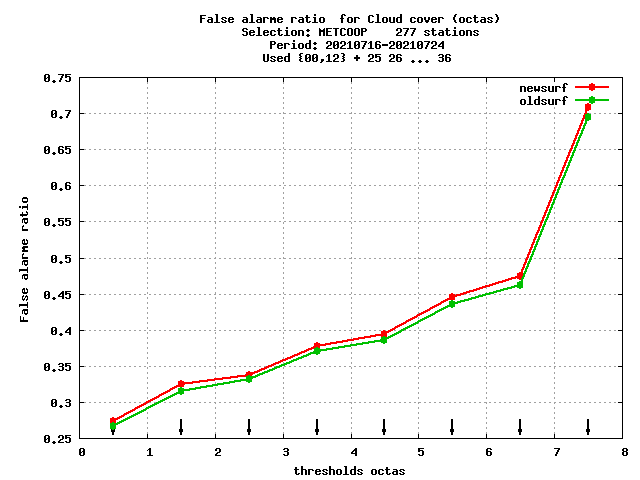 False alarme ratio  for Cloud cover (octas)
Selection: METCOOP    277 stations
Period: 20210716-20210724
Used {00,12} + 25 26 ... 36
newsurf
oldsurf
0.75
0.7
0.65
0.6
0.55
0.5
0.45
0.4
0.35
0.3
0.25
False alarme ratio
0 1 2 3 4 5 6 7 8
thresholds octas